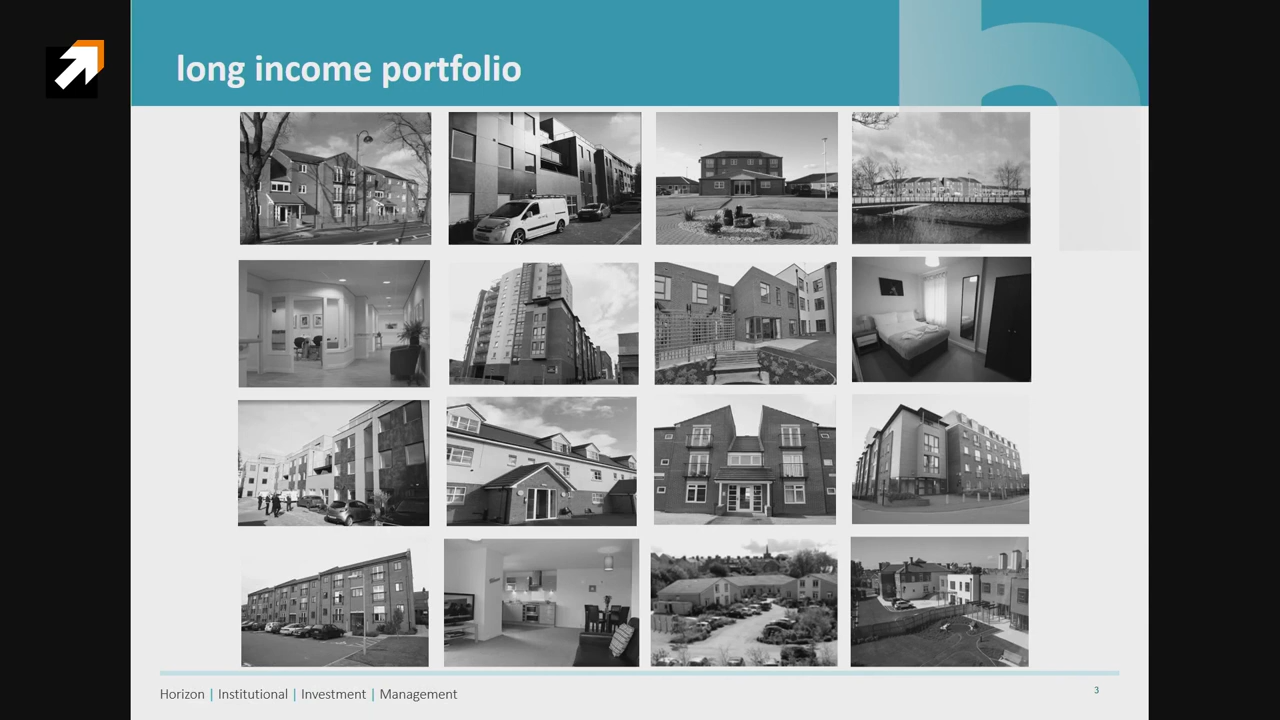 long income portfolio
Horizon | Institutional | Investment | Management
3